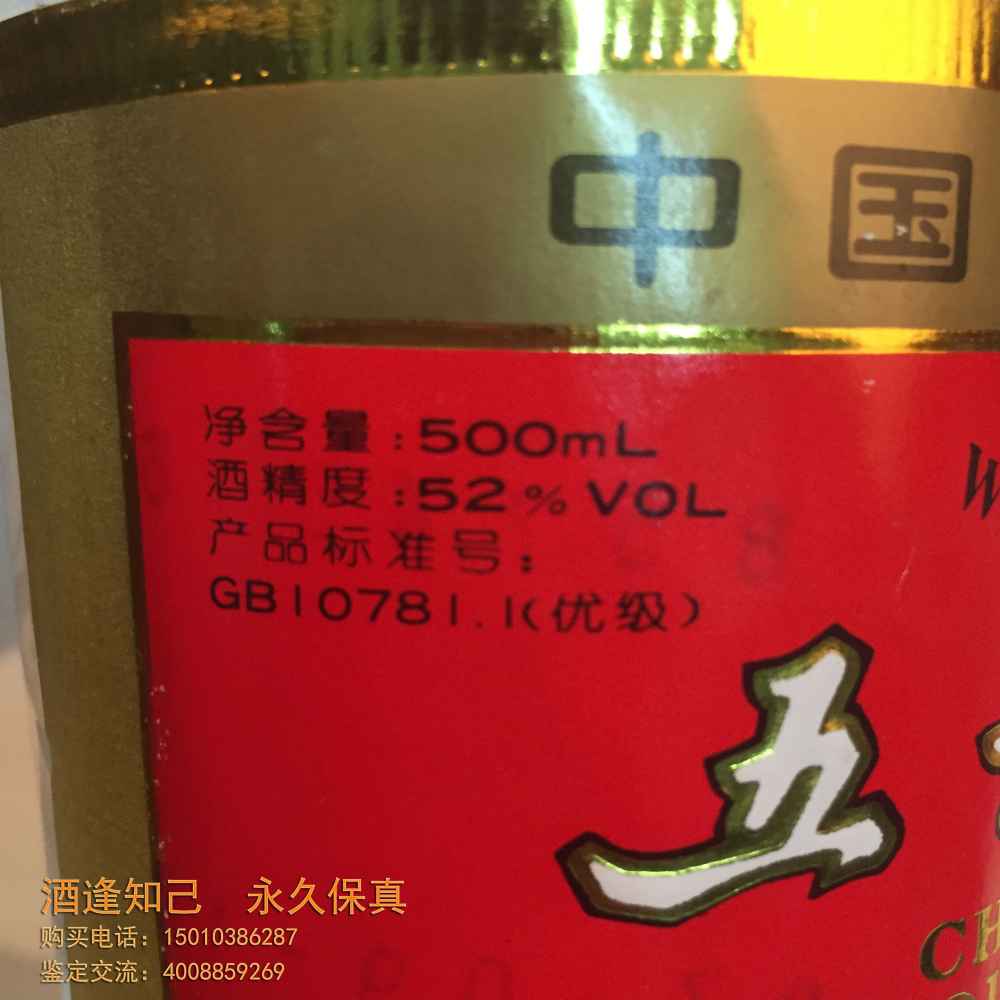 中国
净含量:500mL
酒精度:52%VOL
产品标准号:
GB10781.1(优级)
W
五
CH
酒逢知己 永久保真
购买电话：15010386287
鉴定交流：4008859269